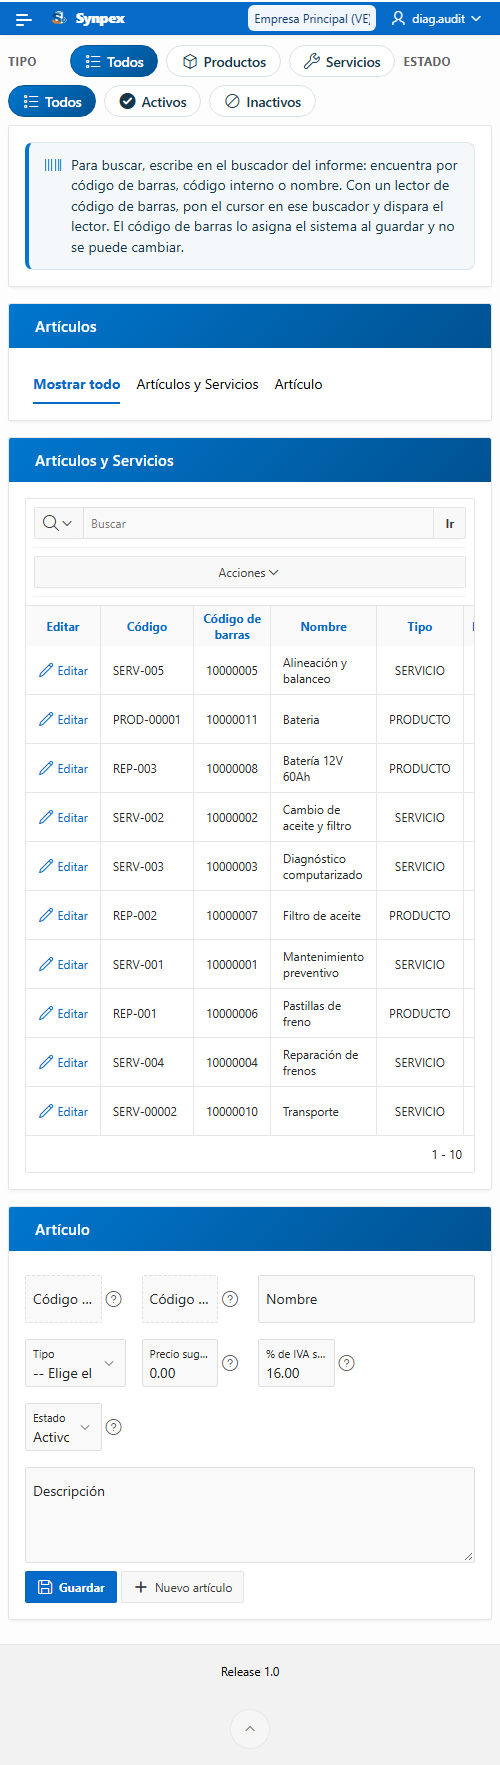 Synpex
Empresa Principal (VE)
diag.audit
TIPO
Todos
Productos
Servicios
ESTADO
Todos
Activos
Inactivos
Para buscar, escribe en el buscador del informe: encuentra por
código de barras, código interno o nombre. Con un lector de
código de barras, pon el cursor en ese buscador y dispara el
lector. El código de barras lo asigna el sistema al guardar y no
se puede cambiar.
Artículos
Mostrar todo Artículos y Servicios Artículo
Artículos y Servicios
Buscar
Ir
Acciones
Editar Código Código de barras Nombre Tipo
Editar SERV-005 10000005 Alineación y balanceo SERVICIO
Editar PROD-00001 10000011 Bateria PRODUCTO
Editar REP-003 10000008 Batería 12V 60Ah PRODUCTO
Editar SERV-002 10000002 Cambio de aceite y filtro SERVICIO
Editar SERV-003 10000003 Diagnóstico computarizado SERVICIO
Editar REP-002 10000007 Filtro de aceite PRODUCTO
Editar SERV-001 10000001 Mantenimiento preventivo SERVICIO
Editar REP-001 10000006 Pastillas de freno PRODUCTO
Editar SERV-004 10000004 Reparación de frenos SERVICIO
Editar SERV-00002 10000010 Transporte SERVICIO
1 - 10
Artículo
Código ...
Código ...
Nombre
Tipo
-- Elige el
Precio sug...
0.00
% de IVA s...
16.00
Estado
Activo
Descripción
Guardar
Nuevo artículo
Release 1.0